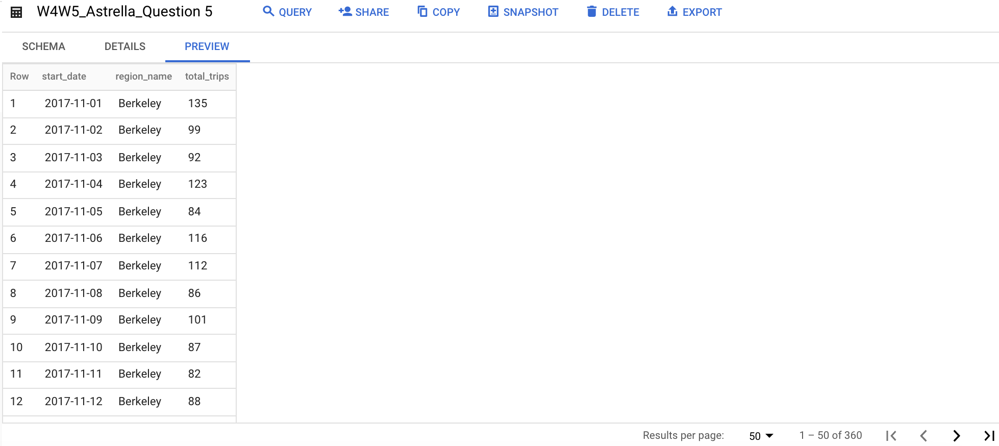 W4W5_Astrella_Question 5 QUERY SHARE COPY SNAPSHOT DELETE EXPORT
SCHEMA DETAILS PREVIEW
Row start_date region_name total_trips
1 2017-11-01 Berkeley 135
2 2017-11-02 Berkeley 99
3 2017-11-03 Berkeley 92
4 2017-11-04 Berkeley 123
5 2017-11-05 Berkeley 84
6 2017-11-06 Berkeley 116
7 2017-11-07 Berkeley 112
8 2017-11-08 Berkeley 86
9 2017-11-09 Berkeley 101
10 2017-11-10 Berkeley 87
11 2017-11-11 Berkeley 82
12 2017-11-12 Berkeley 88
Results per page: 50 1 – 50 of 360